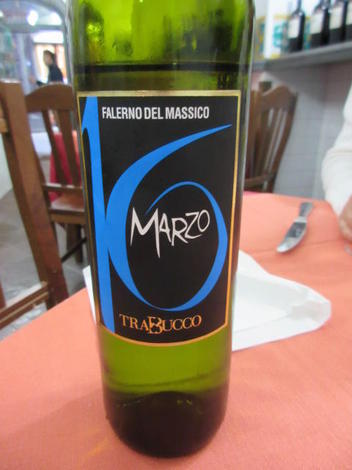 FALERNO DEL MASSICO
16
MARZO
TRABUCCO